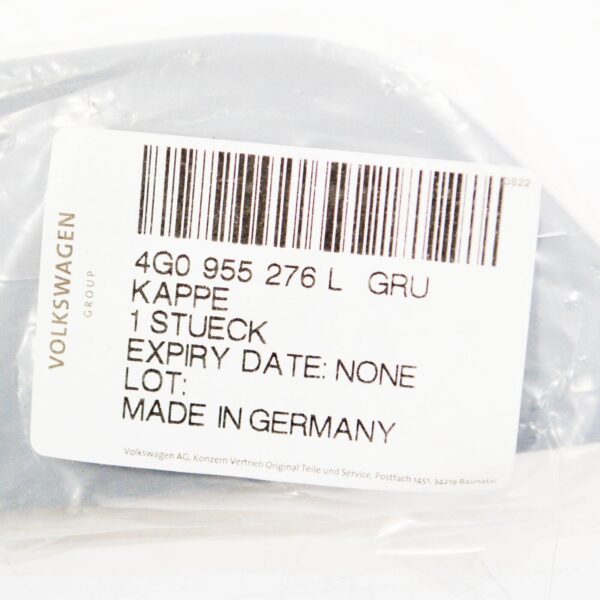 0822
4G0 955 276 L GRU
KAPPE
1 STUECK
EXPIRY DATE: NONE
LOT:
MADE IN GERMANY
Volkswagen AG, Konzern Vertrieb Original Teile und Service, Postfach 1451, 34219 Baunatal
VOLKSWAGEN
GROUP